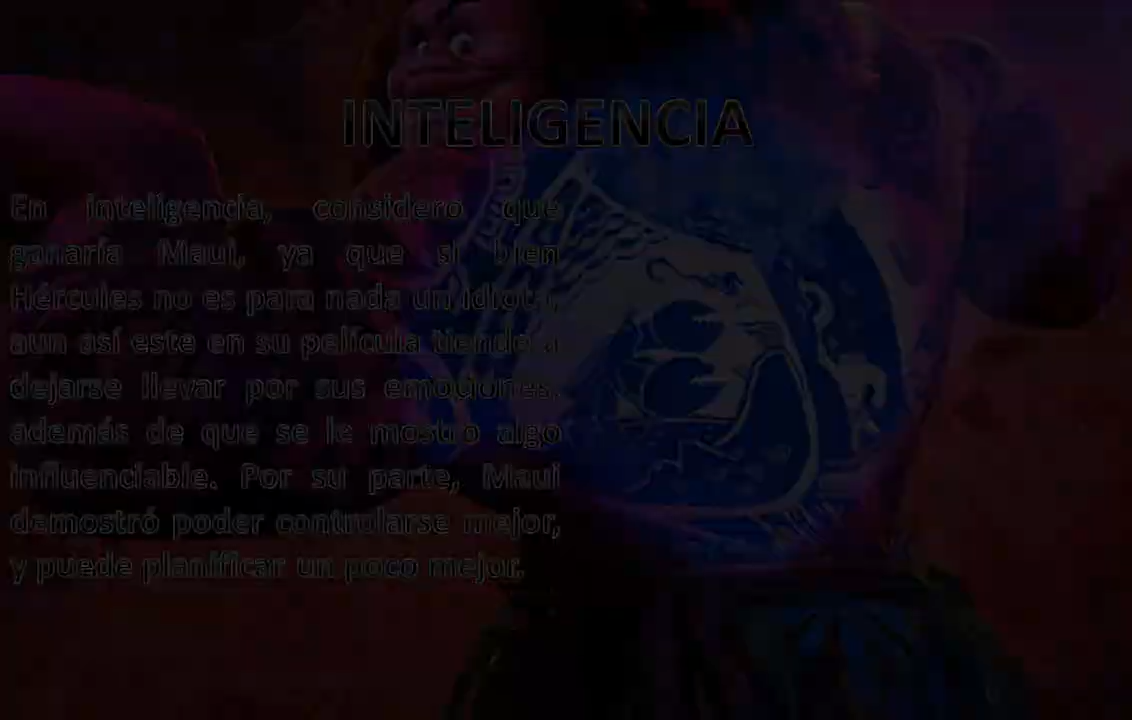 INTELIGENCIA
En inteligencia, considero que
ganaría Maui, ya que si bien
Hércules no es para nada un idiota,
aun así este en su película tiende a
dejarse llevar por sus emociones,
además de que se le mostro algo
influenciable. Por su parte, Maui
demostró poder controlarse mejor,
y puede planificar un poco mejor.